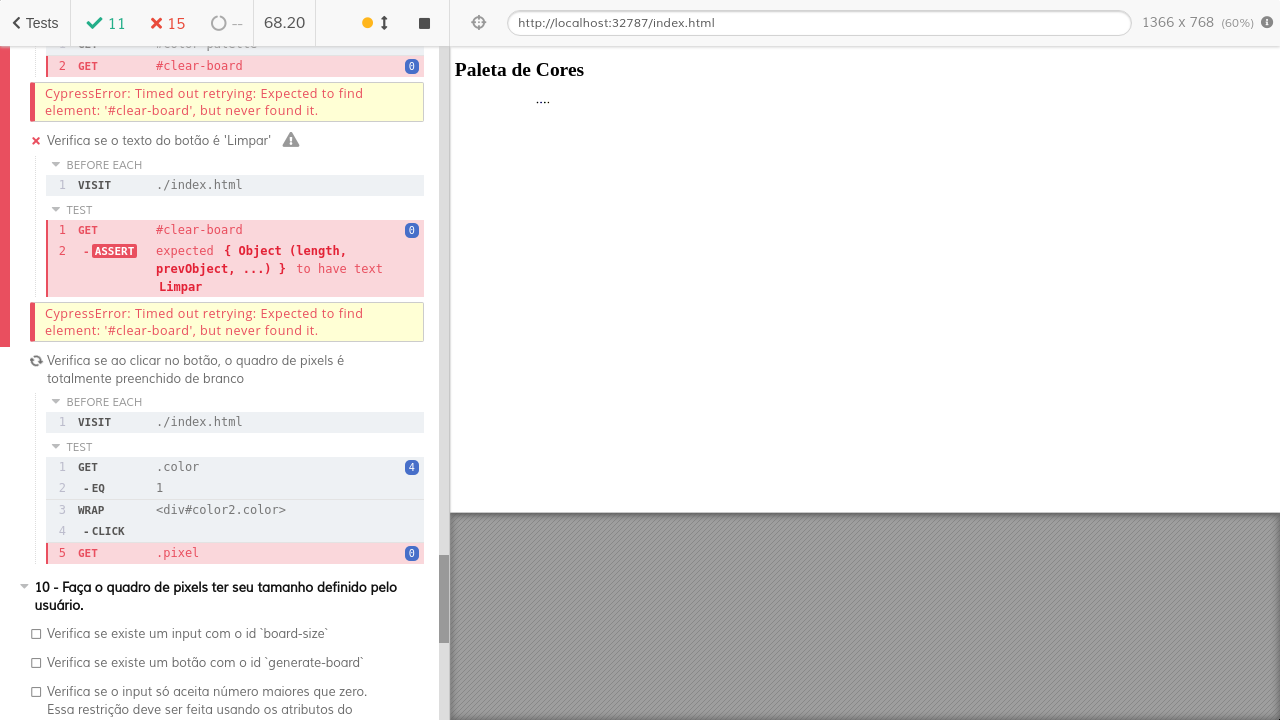 Tests 11 15 -- 68.20 http://localhost:32787/index.html 1366 x 768 (60%)
1 GET #color-palette
2 GET #clear-board 0
CypressError: Timed out retrying: Expected to find
element: '#clear-board', but never found it.
Verifica se o texto do botão é 'Limpar'
BEFORE EACH
1 VISIT ./index.html
TEST
1 GET #clear-board 0
2 - ASSERT expected { Object (length,
prevObject, ...) } to have text
Limpar
CypressError: Timed out retrying: Expected to find
element: '#clear-board', but never found it.
Verifica se ao clicar no botão, o quadro de pixels é
totalmente preenchido de branco
BEFORE EACH
1 VISIT ./index.html
TEST
1 GET .color 4
2 - EQ 1
3 WRAP <div#color2.color>
4 - CLICK
5 GET .pixel 0
10 - Faça o quadro de pixels ter seu tamanho definido pelo
usuário.
Verifica se existe um input com o id `board-size`
Verifica se existe um botão com o id `generate-board`
Verifica se o input só aceita número maiores que zero.
Essa restrição deve ser feita usando os atributos do
Paleta de Cores
....